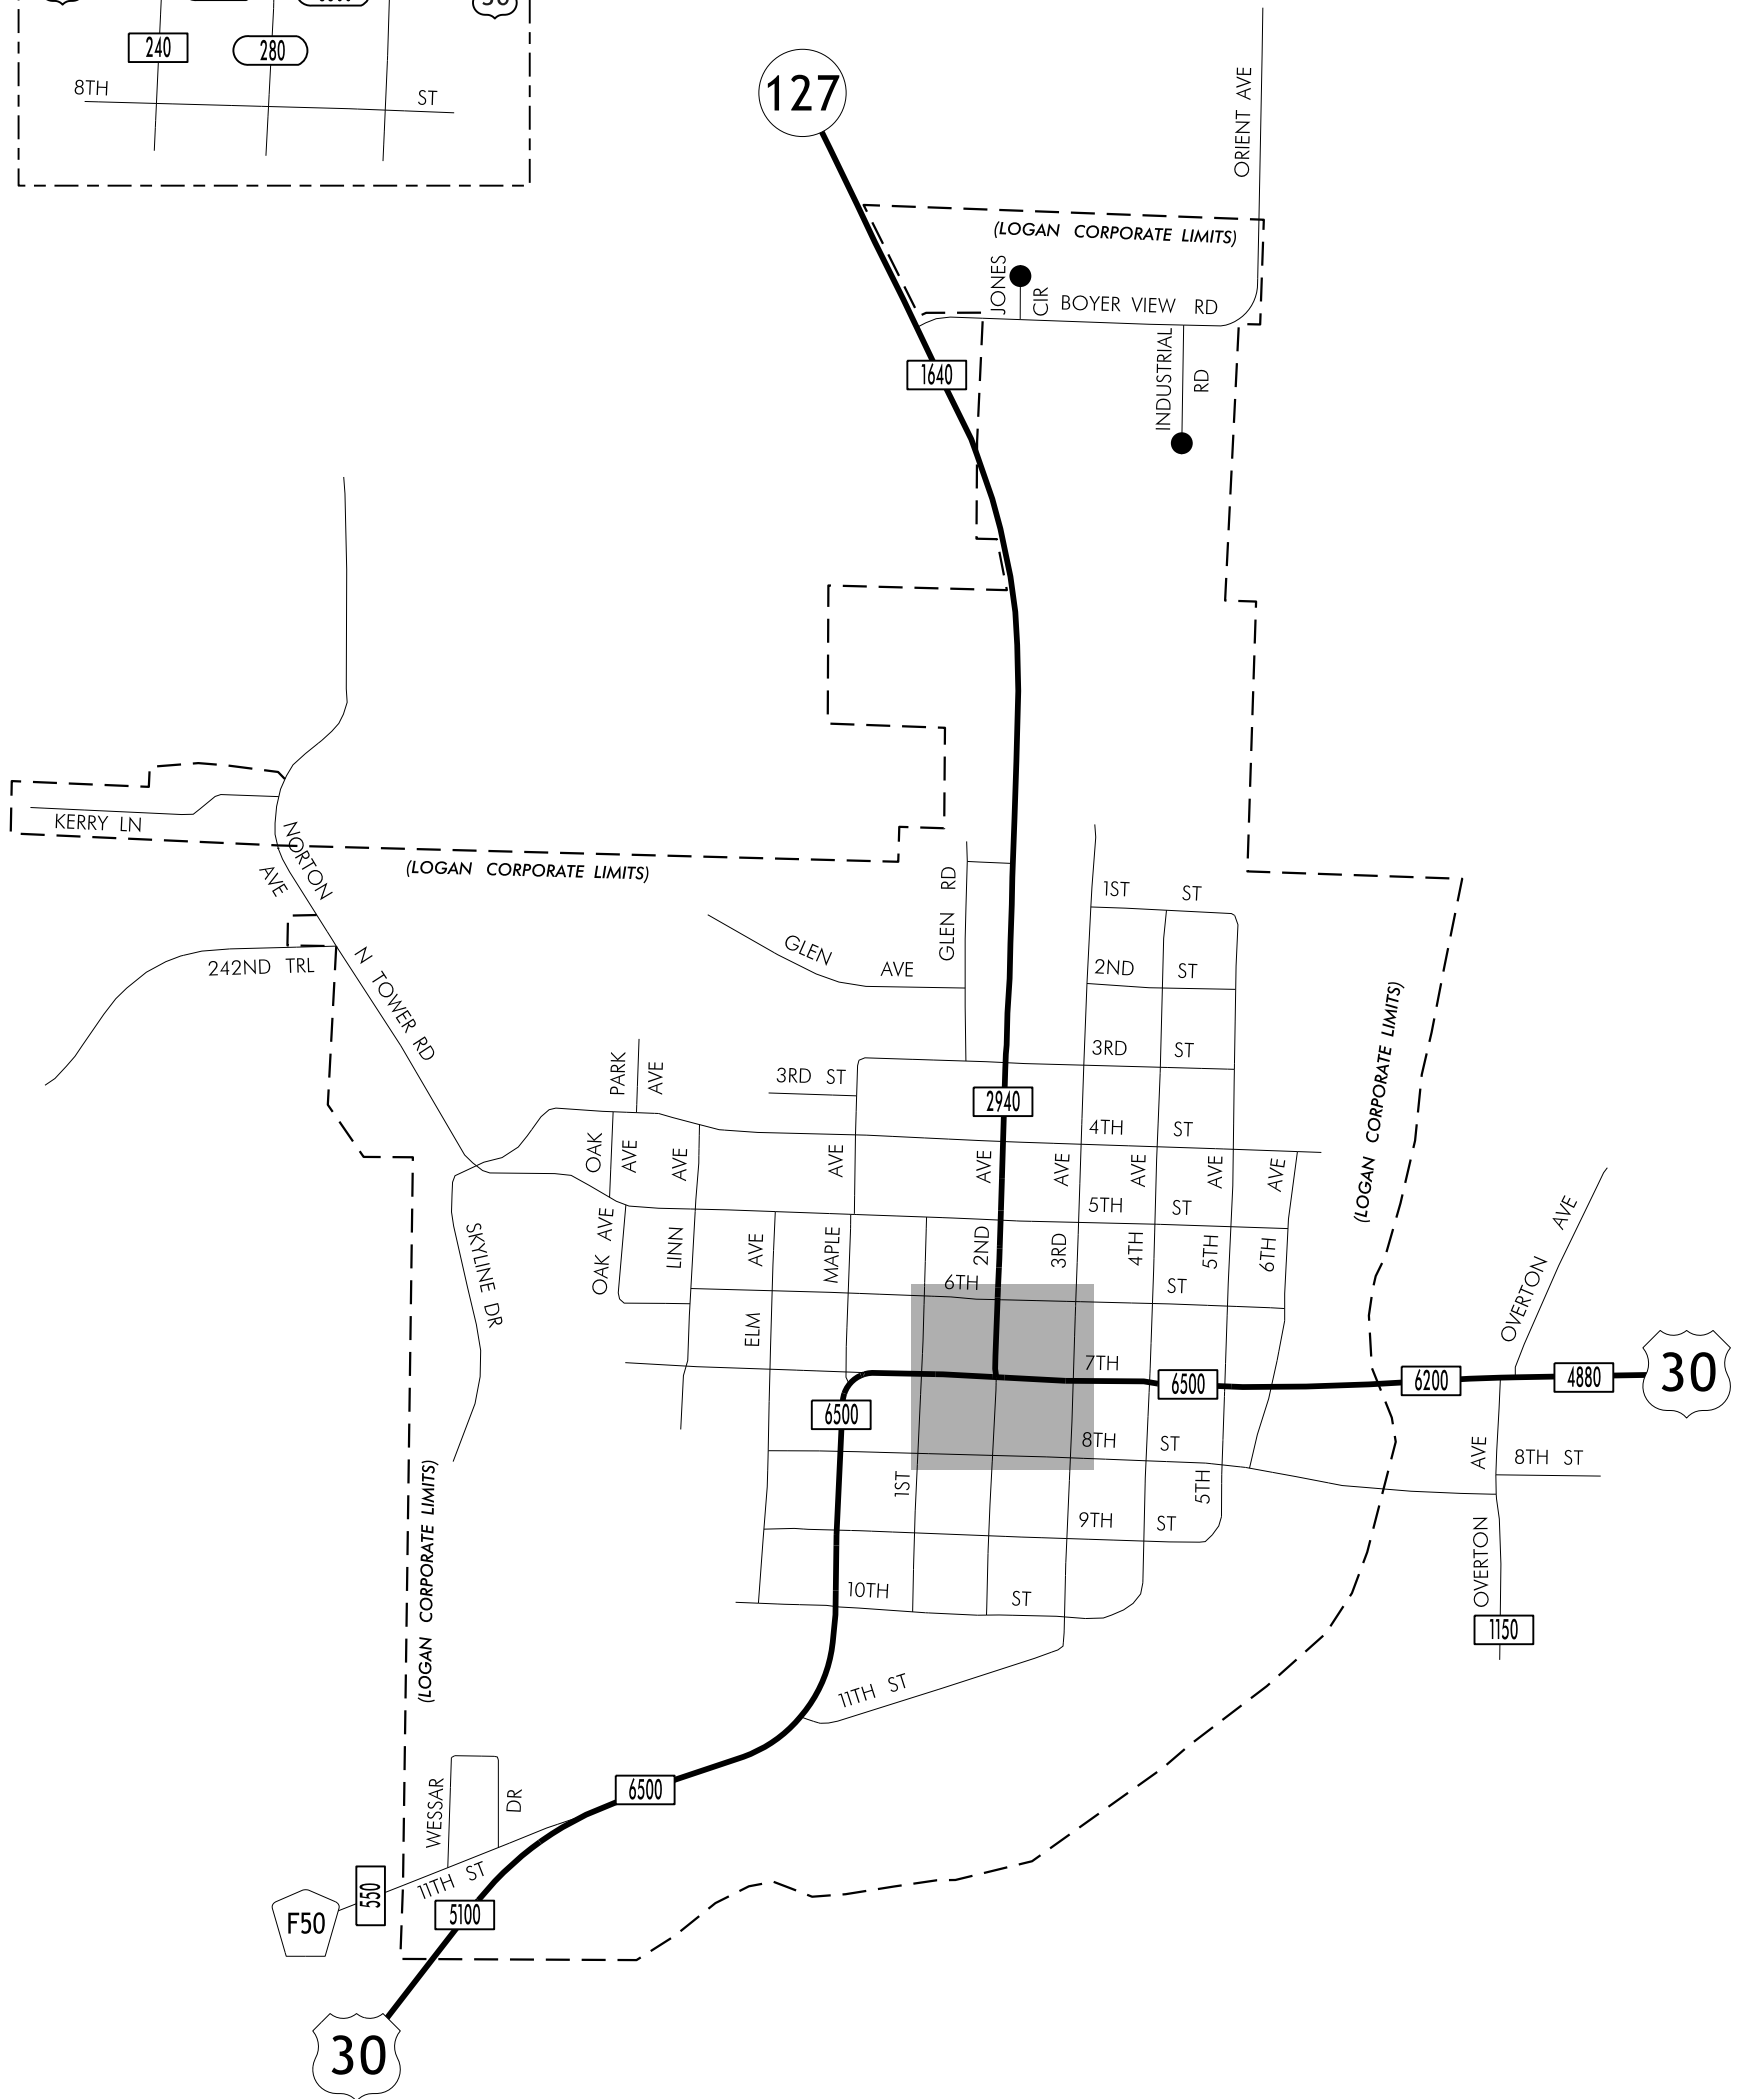 240
280
8TH ST
127
ORIENT AVE
(LOGAN CORPORATE LIMITS)
JONES CIR
BOYER VIEW RD
1640
INDUSTRIAL RD
KERRY LN
NORTON AVE
(LOGAN CORPORATE LIMITS)
GLEN RD
1ST ST
GLEN AVE
242ND TRL
N TOWER RD
2ND ST
(LOGAN CORPORATE LIMITS)
3RD ST
PARK AVE
3RD ST
2940
4TH ST
OAK AVE
LINN AVE
MAPLE AVE
2ND AVE
3RD AVE
4TH AVE
5TH AVE
6TH AVE
5TH ST
OAK AVE
ELM AVE
SKYLINE DR
OVERTON AVE
6TH ST
7TH
6500
6200
4880
30
6500
8TH ST
8TH ST
1ST
5TH
OVERTON AVE
9TH ST
(LOGAN CORPORATE LIMITS)
10TH ST
1150
11TH ST
WESSAR DR
6500
11TH ST
550
F50
5100
30